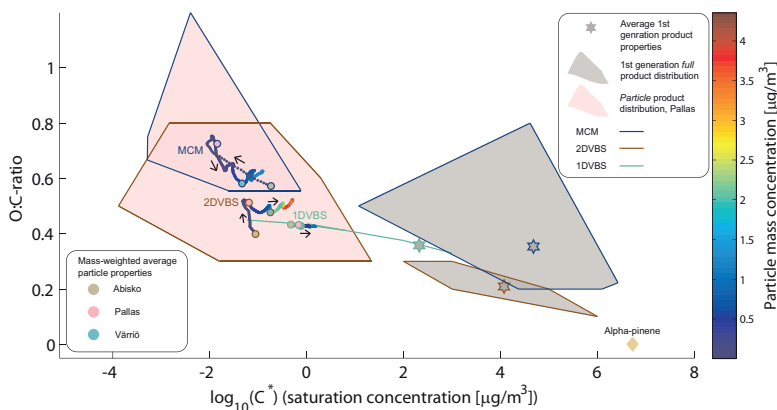 Average 1st
genration product
properties
1st generation full
product distribution
Particle product
distribution, Pallas
MCM
2DVBS
1DVBS
MCM
2DVBS
1DVBS
Mass-weighted average
particle properties
Abisko
Pallas
Värriö
Alpha-pinene
O:C-ratio
1
0.8
0.6
0.4
0.2
0
-4
-2
0
2
4
6
8
log10(C*) (saturation concentration [μg/m3])
4
3.5
3
2.5
2
1.5
1
0.5
Particle mass concentration [μg/m3]